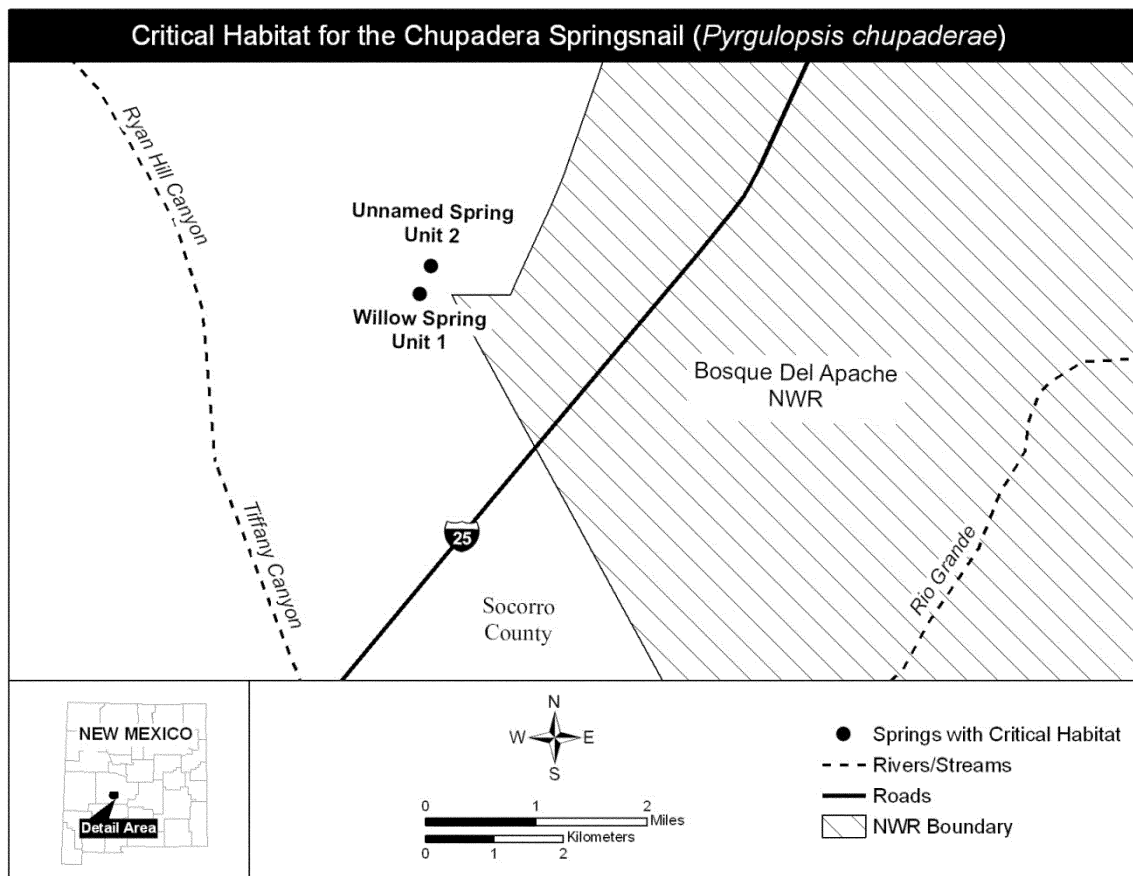 Critical Habitat for the Chupadera Springsnail (Pyrgulopsis chupaderae)
Ryan Hill Canyon
Unnamed Spring
Unit 2
Willow Spring
Unit 1
Bosque Del Apache
NWR
Tiffany Canyon
25
Rio Grande
Socorro
County
NEW MEXICO
Detail Area
N
W E
S
0 1 2
Miles
Kilometers
0 1 2
Springs with Critical Habitat
Rivers/Streams
Roads
NWR Boundary